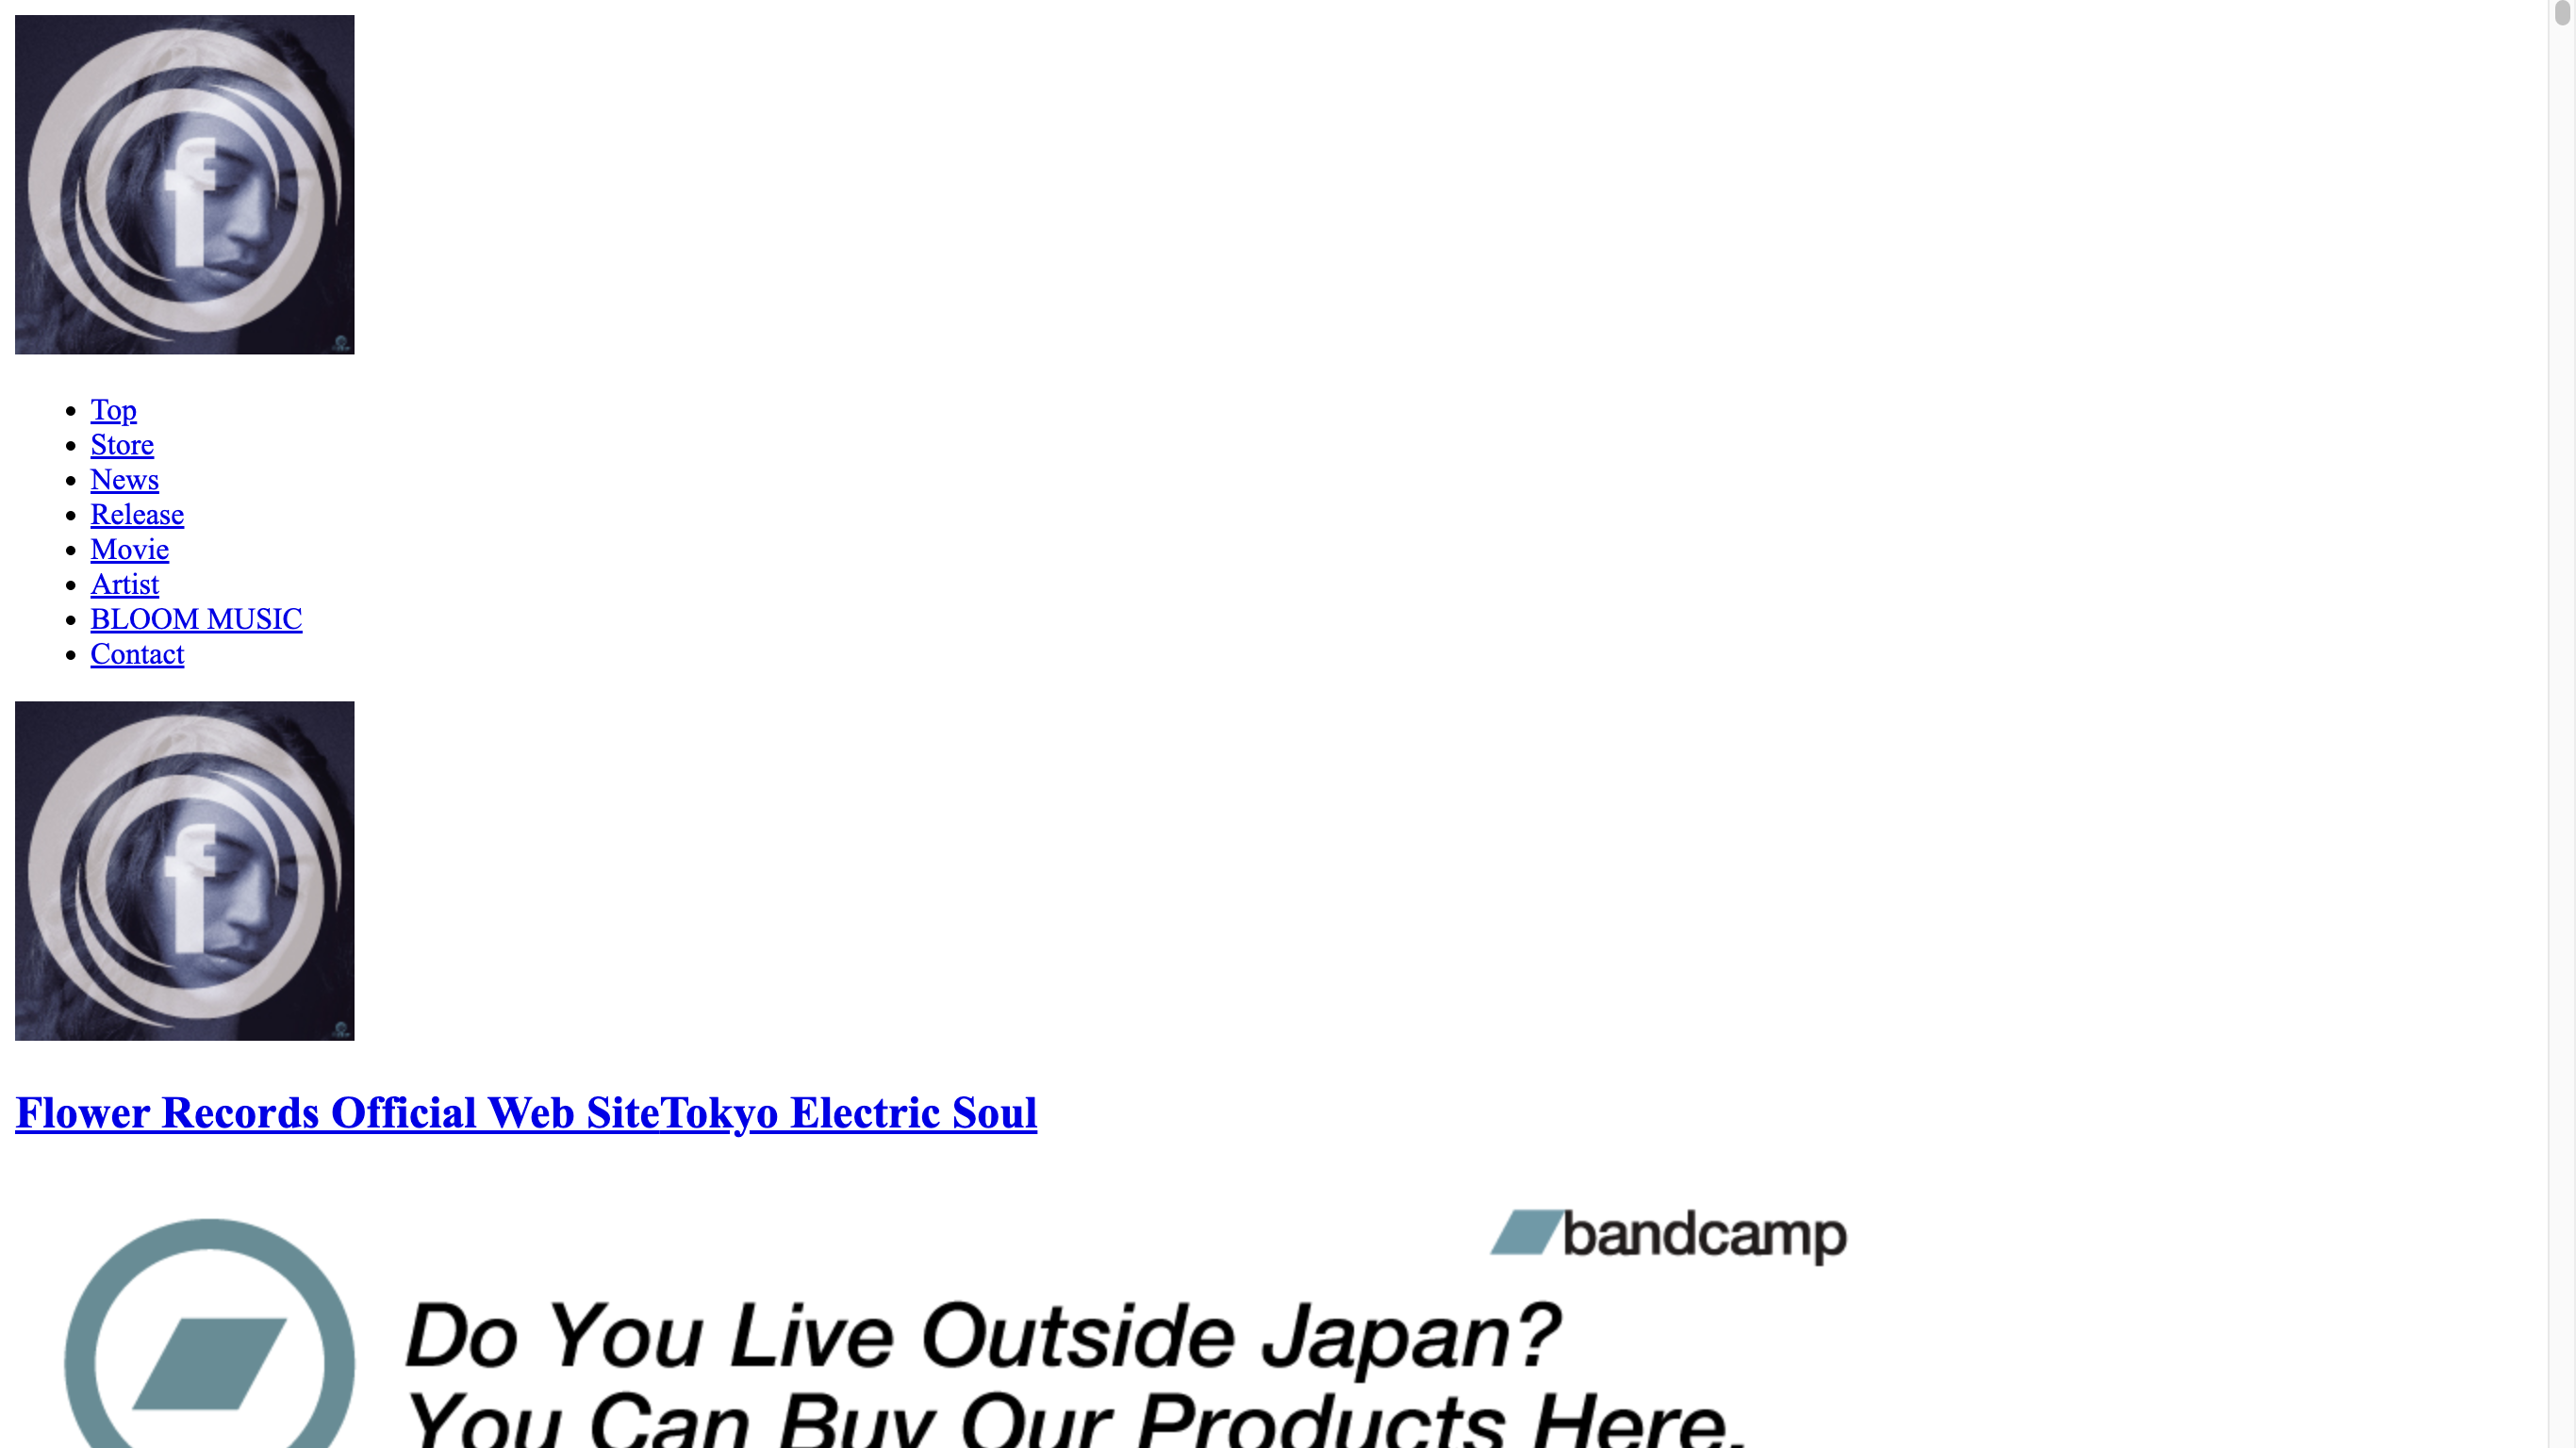 f
Top
Store
News
Release
Movie
Artist
BLOOM MUSIC
Contact
f
Flower Records Official Web SiteTokyo Electric Soul
bandcamp
Do You Live Outside Japan?
You Can Buy Our Products Here.